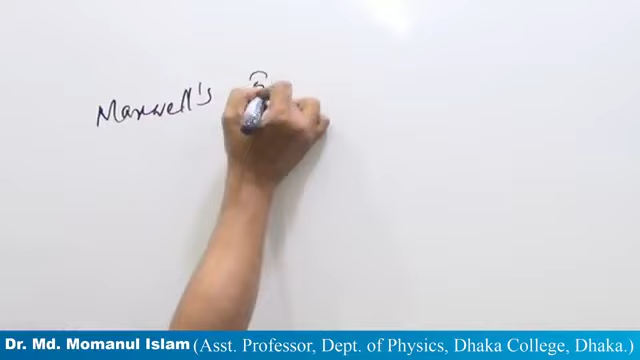 Maxwell's
Dr. Md. Momanul Islam (Asst. Professor, Dept. of Physics, Dhaka College, Dhaka.)